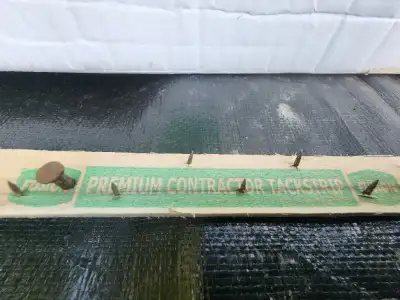 PREMIUM CONTRACTOR TACKSTRIP